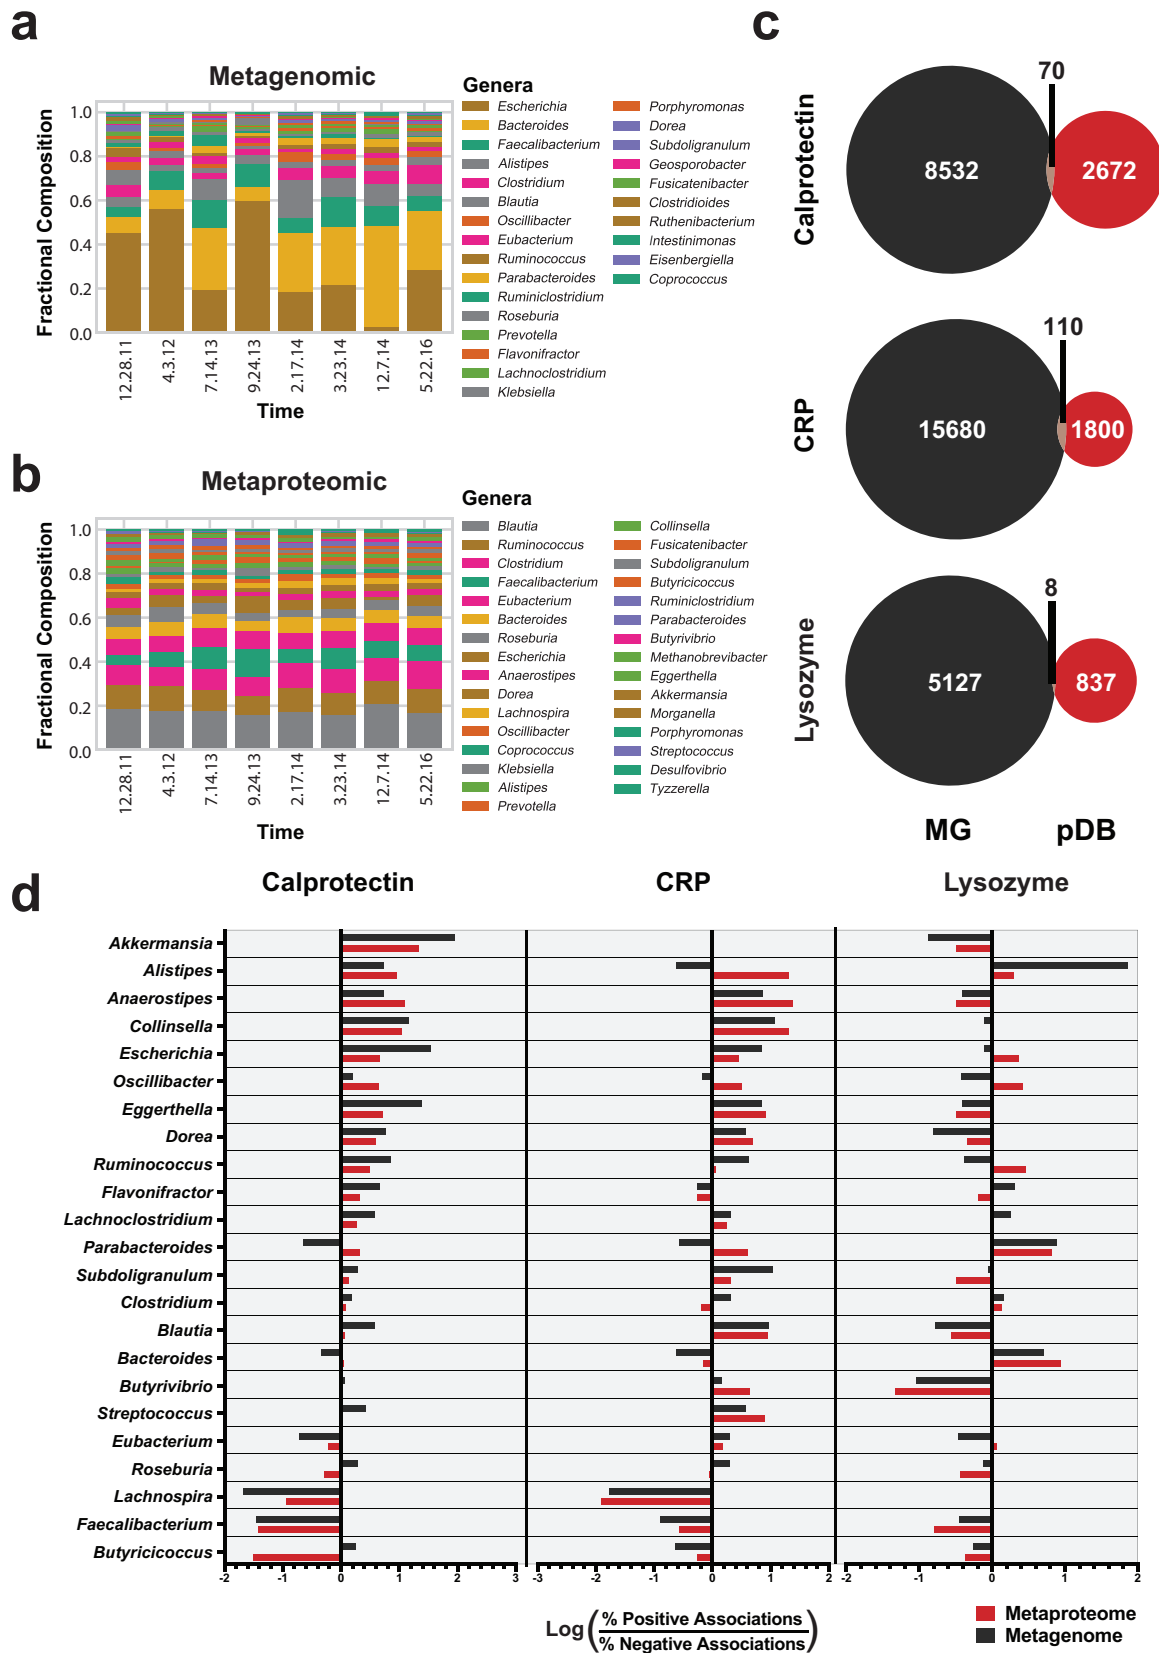 a
Metagenomic
Fractional Composition
1.0
0.8
0.6
0.4
0.2
0.0
12.28.11
4.3.12
7.14.13
9.24.13
2.17.14
3.23.14
12.7.14
5.22.16
Time
Genera
Escherichia
Bacteroides
Faecalibacterium
Alistipes
Clostridium
Blautia
Oscillibacter
Eubacterium
Ruminococcus
Parabacteroides
Ruminiclostridium
Roseburia
Prevotella
Flavonifractor
Lachnoclostridium
Klebsiella
Porphyromonas
Dorea
Subdoligranulum
Geosporobacter
Fusicatenibacter
Clostridioides
Ruthenibacterium
Intestinimonas
Eisenbergiella
Coprococcus
b
Metaproteomic
Fractional Composition
1.0
0.8
0.6
0.4
0.2
0.0
12.28.11
4.3.12
7.14.13
9.24.13
2.17.14
3.23.14
12.7.14
5.22.16
Time
Genera
Blautia
Ruminococcus
Clostridium
Faecalibacterium
Eubacterium
Bacteroides
Roseburia
Escherichia
Anaerostipes
Dorea
Lachnospira
Oscillibacter
Coprococcus
Klebsiella
Alistipes
Prevotella
Collinsella
Fusicatenibacter
Subdoligranulum
Butyricicoccus
Ruminiclostridium
Parabacteroides
Butyrivibrio
Methanobrevibacter
Eggerthella
Akkermansia
Morganella
Porphyromonas
Streptococcus
Desulfovibrio
Tyzzerella
c
Calprotectin
70
8532
2672
CRP
110
15680
1800
Lysozyme
8
5127
837
MG pDB
d
Calprotectin CRP Lysozyme
Akkermansia
Alistipes
Anaerostipes
Collinsella
Escherichia
Oscillibacter
Eggerthella
Dorea
Ruminococcus
Flavonifractor
Lachnoclostridium
Parabacteroides
Subdoligranulum
Clostridium
Blautia
Bacteroides
Butyrivibrio
Streptococcus
Eubacterium
Roseburia
Lachnospira
Faecalibacterium
Butyricicoccus
-2 -1 0 1 2 3 -3 -2 -1 0 1 2 -2 -1 0 1 2
Log(% Positive Associations
% Negative Associations)
Metaproteome
Metagenome